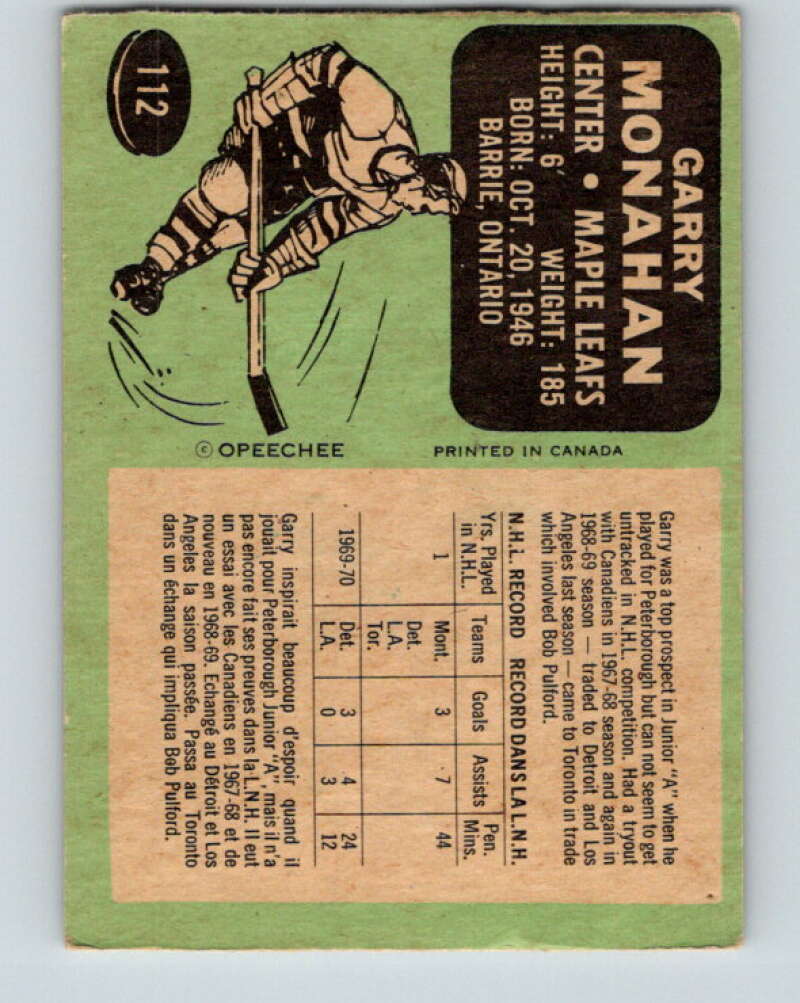 GARRY
MONAHAN
CENTER • MAPLE LEAFS
HEIGHT: 6' WEIGHT: 185
BORN: OCT. 20, 1946
BARRIE, ONTARIO
112
© OPEECHEE PRINTED IN CANADA
Garry was a top prospect in Junior "A" when he
played for Peterborough but can not seem to get
untracked in N.H.L. competition. Had a tryout
with Canadiens in 1967-68 season and again in
1968-69 season — traded to Detroit and Los
Angeles last season — came to Toronto in trade
which involved Bob Pulford.
N.H.L. RECORD RECORD DANS LA L.N.H.
Yrs. Played in N.H.L. Teams Goals Assists Pen. Mins.
1 Mont. 3 7 44
Det.
L.A.
Tor.
1969-70 Det. 3 4 24
L.A. 0 3 12
Garry inspirait beaucoup d'espoir quand il
jouait pour Peterborough Junior "A", mais il n'a
pas encore fait ses preuves dans la L.N.H. Il eut
un essai avec les Canadiens en 1967-68 et de
nouveau en 1968-69. Echangé au Détroit et Los
Angeles la saison passée. Passa au Toronto
dans un échange qui impliqua Bob Pulford.